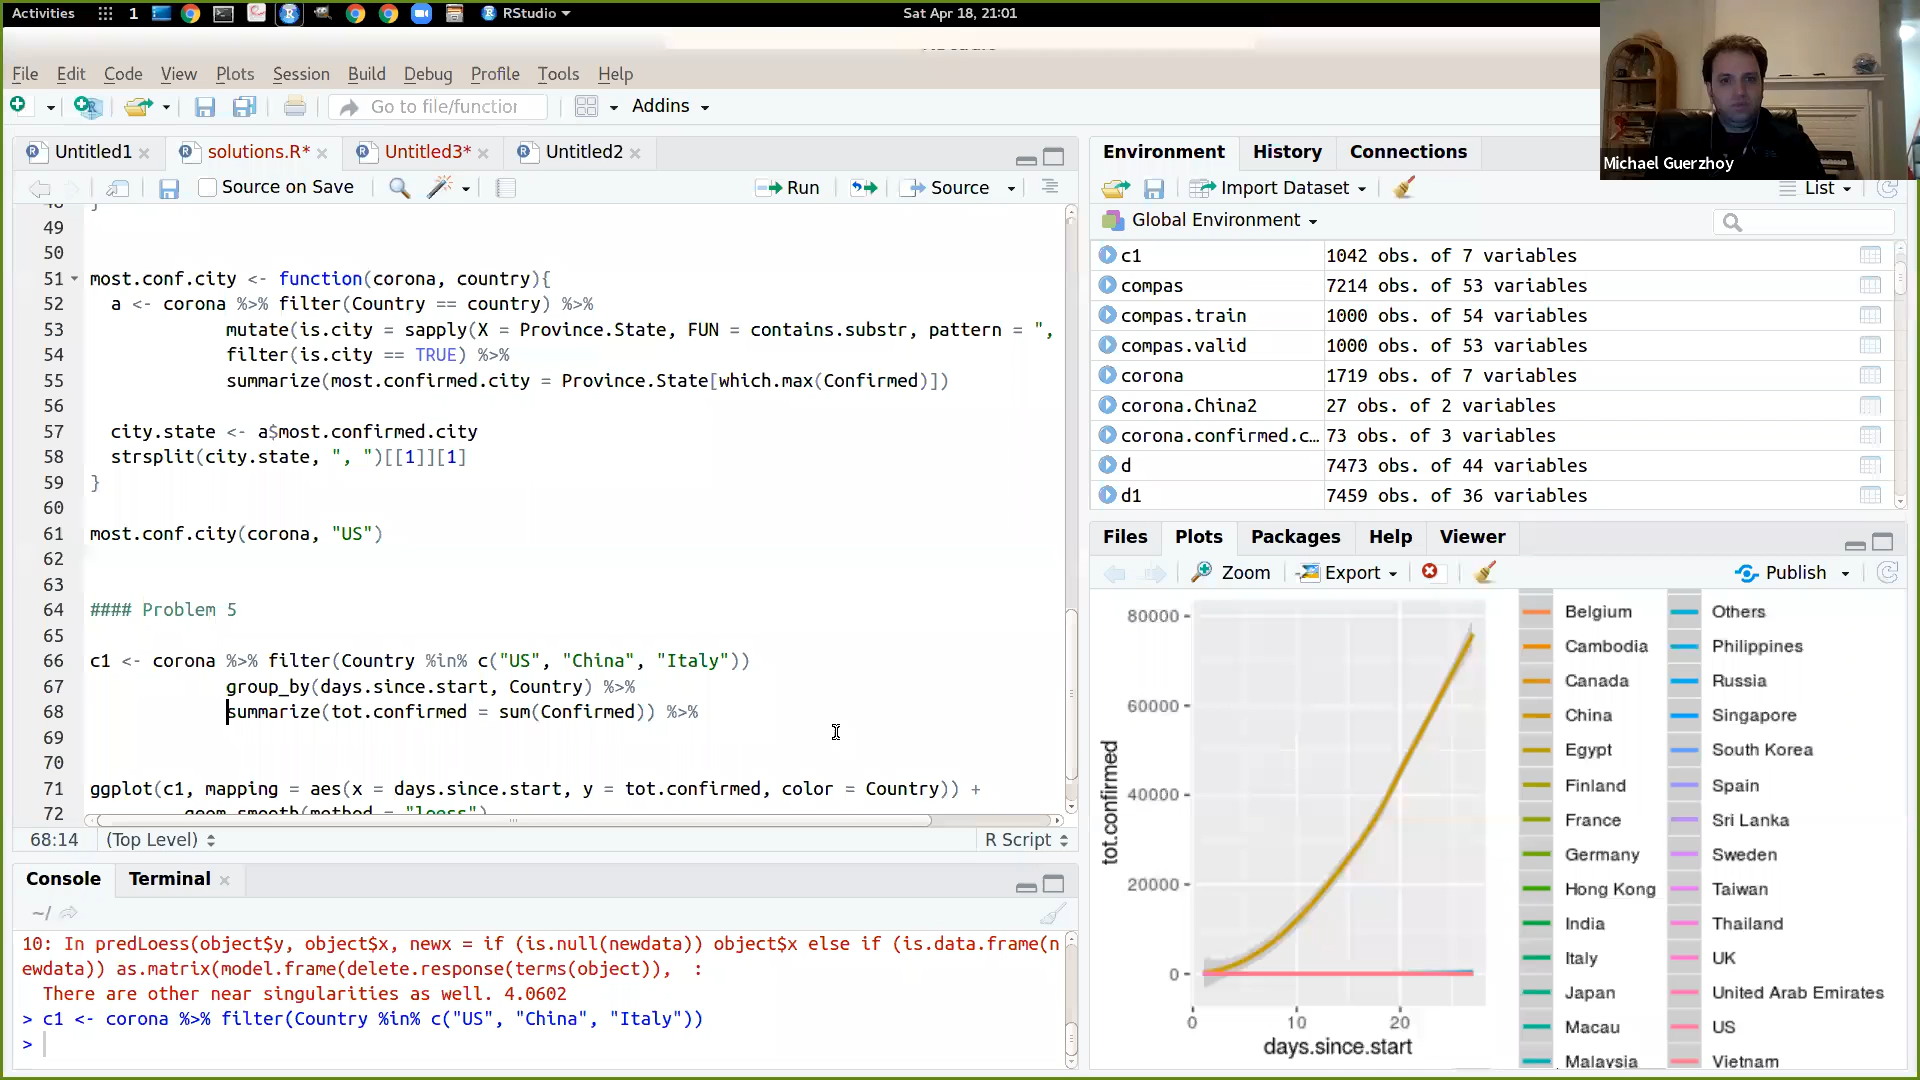 Activities 1 RStudio Sat Apr 18, 21:01
File Edit Code View Plots Session Build Debug Profile Tools Help
Go to file/function Addins
Michael Guerzhoy
Untitled1 solutions.R* Untitled3* Untitled2
Source on Save Run Source
49
50
51 most.conf.city <- function(corona, country){
52 a <- corona %>% filter(Country == country) %>%
53 mutate(is.city = sapply(X = Province.State, FUN = contains.substr, pattern = ",
54 filter(is.city == TRUE) %>%
55 summarize(most.confirmed.city = Province.State[which.max(Confirmed)])
56
57 city.state <- a$most.confirmed.city
58 strsplit(city.state, ", ")[[1]][1]
59 }
60
61 most.conf.city(corona, "US")
62
63
64 #### Problem 5
65
66 c1 <- corona %>% filter(Country %in% c("US", "China", "Italy"))
67 group_by(days.since.start, Country) %>%
68 summarize(tot.confirmed = sum(Confirmed)) %>%
69
70
71 ggplot(c1, mapping = aes(x = days.since.start, y = tot.confirmed, color = Country)) +
72 geom_smooth(method = "loess")
68:14 (Top Level) R Script
Console Terminal
~/
10: In predLoess(object$y, object$x, newx = if (is.null(newdata)) object$x else if (is.data.frame(n
ewdata)) as.matrix(model.frame(delete.response(terms(object)),  :
There are other near singularities as well. 4.0602
> c1 <- corona %>% filter(Country %in% c("US", "China", "Italy"))
>
Environment History Connections
Import Dataset List
Global Environment
c1 1042 obs. of 7 variables
compas 7214 obs. of 53 variables
compas.train 1000 obs. of 54 variables
compas.valid 1000 obs. of 53 variables
corona 1719 obs. of 7 variables
corona.China2 27 obs. of 2 variables
corona.confirmed.c… 73 obs. of 3 variables
d 7473 obs. of 44 variables
d1 7459 obs. of 36 variables
Files Plots Packages Help Viewer
Zoom Export Publish
80000
60000
40000
20000
0
tot.confirmed
0 10 20
days.since.start
Belgium Others
Cambodia Philippines
Canada Russia
China Singapore
Egypt South Korea
Finland Spain
France Sri Lanka
Germany Sweden
Hong Kong Taiwan
India Thailand
Italy UK
Japan United Arab Emirates
Macau US
Malaysia Vietnam